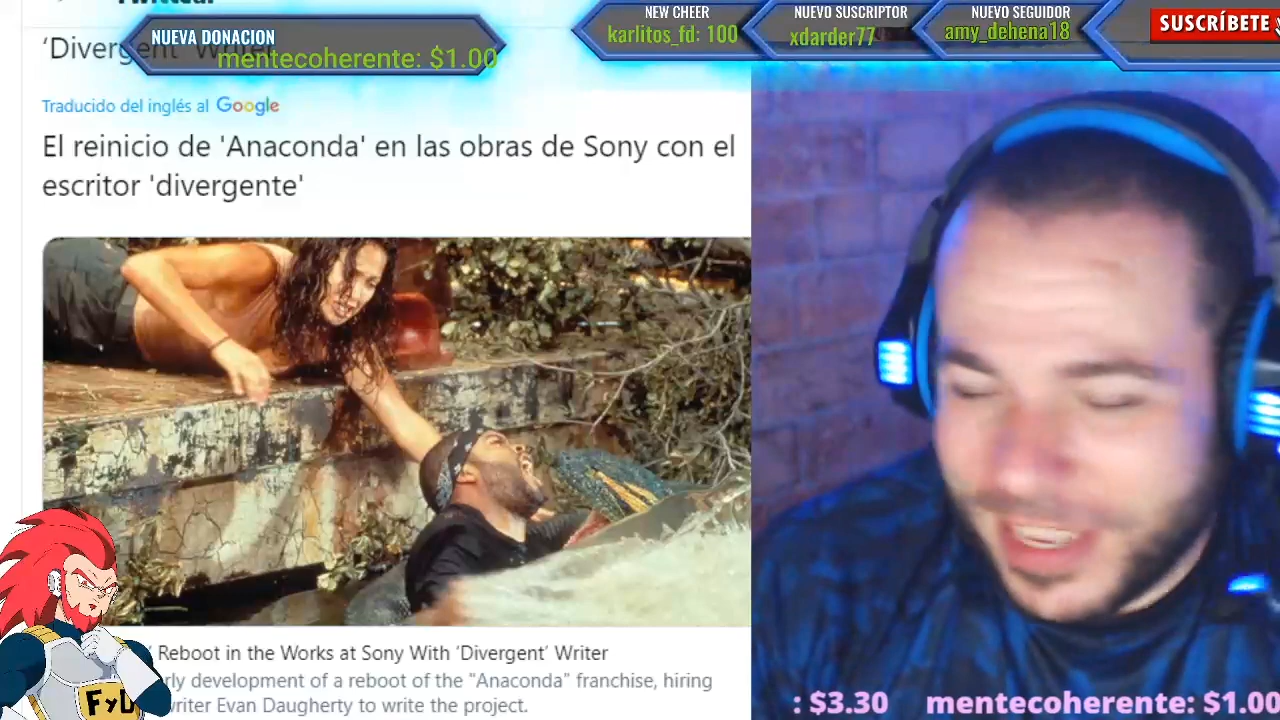 NUEVA DONACION
mentecoherente: $1.00
NEW CHEER
karlitos_fd: 100
NUEVO SUSCRIPTOR
xdarder77
NUEVO SEGUIDOR
amy_dehena18
SUSCRÍBETE
‘Divergent’ Writer
Traducido del inglés al Google
El reinicio de 'Anaconda' en las obras de Sony con el
escritor 'divergente'
Reboot in the Works at Sony With ‘Divergent’ Writer
development of a reboot of the "Anaconda" franchise, hiring
writer Evan Daugherty to write the project.
FyD
: $3.30 mentecoherente: $1.00